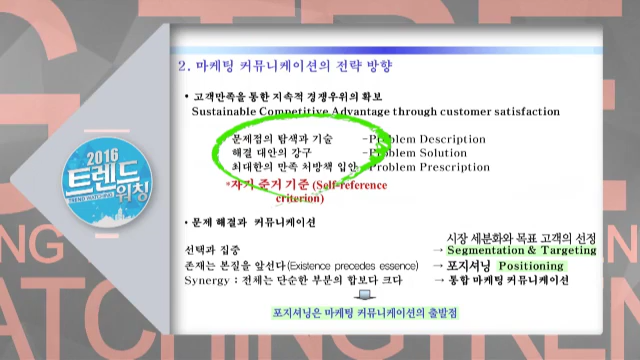 2. 마케팅 커뮤니케이션의 전략 방향
• 고객만족을 통한 지속적 경쟁우위의 확보
Sustainable Competitive Advantage through customer satisfaction
문제점의 탐색과 기술 -Problem Description
해결 대안의 강구 -Problem Solution
최대한의 만족 처방책 입안 -Problem Prescription
*자기 준거 기준 (Self-reference
criterion)
• 문제 해결과 커뮤니케이션
시장 세분화와 목표 고객의 선정
선택과 집중 → Segmentation & Targeting
존재는 본질을 앞선다(Existence precedes essence) → 포지셔닝 Positioning
Synergy : 전체는 단순한 부분의 합보다 크다 → 통합 마케팅 커뮤니케이션
포지셔닝은 마케팅 커뮤니케이션의 출발점
2016
트렌드
TREND WATCHING
워칭